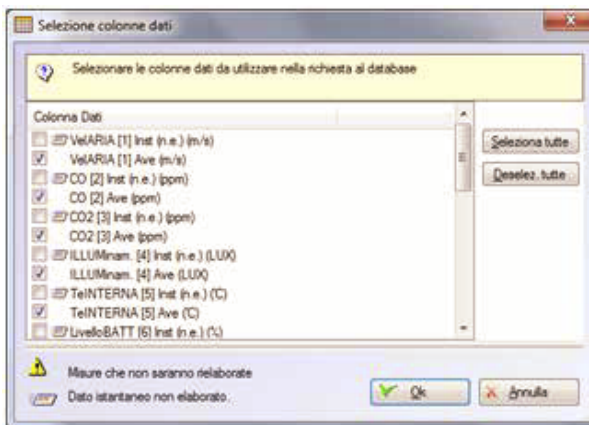 Selezione colonne dati
Selezionare le colonne dati da utilizzare nella richiesta al database
Colonna Dati
VelARIA [1] Inst (n.e.) (m/s)
VelARIA [1] Ave (m/s)
CO [2] Inst (n.e.) (ppm)
CO [2] Ave (ppm)
CO2 [3] Inst (n.e.) (ppm)
CO2 [3] Ave (ppm)
ILLUMinam. [4] Inst (n.e.) (LUX)
ILLUMinam. [4] Ave (LUX)
TeINTERNA [5] Inst (n.e.) (°C)
TeINTERNA [5] Ave (°C)
LivelloBATT [6] Inst (n.e.) (%)
Seleziona tutte
Deselez. tutte
Misure che non saranno rielaborate
Dato istantaneo non elaborato.
Ok
Annulla